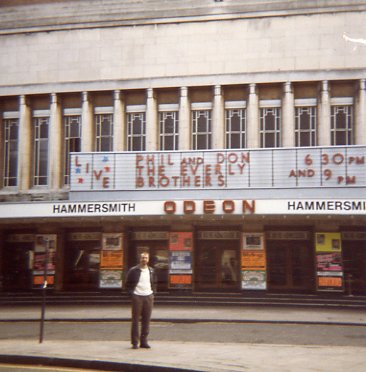 LIVE PHIL AND DON 6 30 PM
THE EVERLY AND 9 PM
BROTHERS
HAMMERSMITH ODEON HAMMERSMI